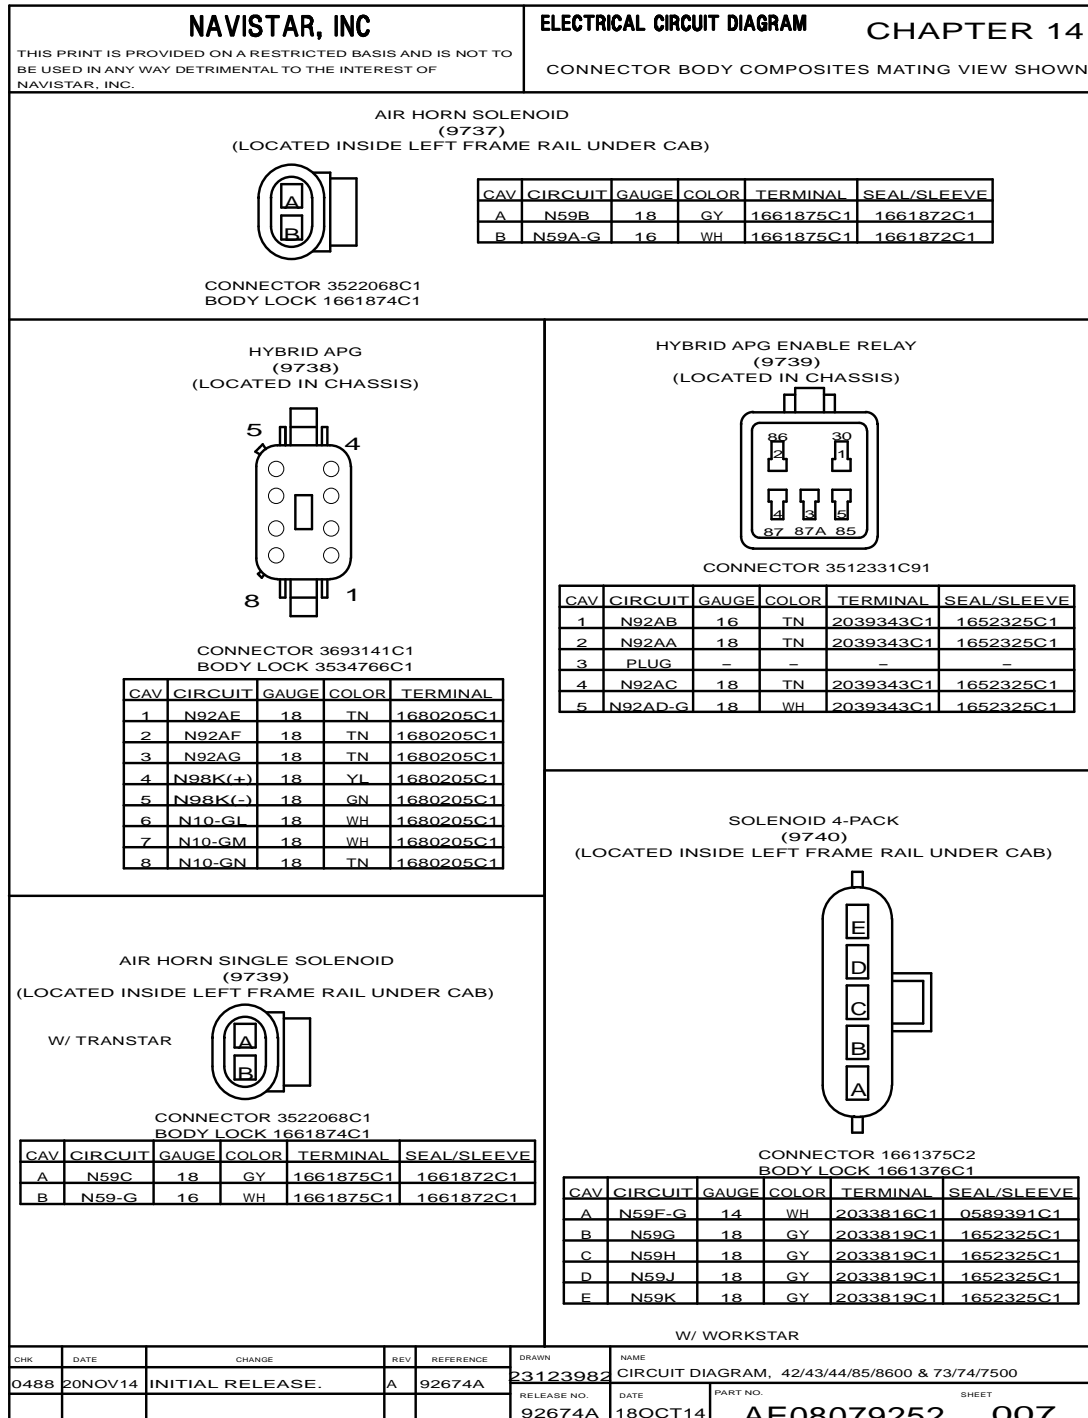 NAVISTAR, INC
THIS PRINT IS PROVIDED ON A RESTRICTED BASIS AND IS NOT TO
BE USED IN ANY WAY DETRIMENTAL TO THE INTEREST OF
NAVISTAR, INC.
ELECTRICAL CIRCUIT DIAGRAM
CHAPTER 14
CONNECTOR BODY COMPOSITES MATING VIEW SHOWN
AIR HORN SOLENOID
(9737)
(LOCATED INSIDE LEFT FRAME RAIL UNDER CAB)
A
B
CONNECTOR 3522068C1
BODY LOCK 1661874C1
CAV CIRCUIT GAUGE COLOR TERMINAL SEAL/SLEEVE
A N59B 18 GY 1661875C1 1661872C1
B N59A-G 16 WH 1661875C1 1661872C1
HYBRID APG
(9738)
(LOCATED IN CHASSIS)
5 4
8 1
CONNECTOR 3693141C1
BODY LOCK 3534766C1
CAV CIRCUIT GAUGE COLOR TERMINAL
1 N92AE 18 TN 1680205C1
2 N92AF 18 TN 1680205C1
3 N92AG 18 TN 1680205C1
4 N98K(+) 18 YL 1680205C1
5 N98K(-) 18 GN 1680205C1
6 N10-GL 18 WH 1680205C1
7 N10-GM 18 WH 1680205C1
8 N10-GN 18 TN 1680205C1
HYBRID APG ENABLE RELAY
(9739)
(LOCATED IN CHASSIS)
86 30
2 1
4 3 5
87 87A 85
CONNECTOR 3512331C91
CAV CIRCUIT GAUGE COLOR TERMINAL SEAL/SLEEVE
1 N92AB 16 TN 2039343C1 1652325C1
2 N92AA 18 TN 2039343C1 1652325C1
3 PLUG – – – –
4 N92AC 18 TN 2039343C1 1652325C1
5 N92AD-G 18 WH 2039343C1 1652325C1
AIR HORN SINGLE SOLENOID
(9739)
(LOCATED INSIDE LEFT FRAME RAIL UNDER CAB)
W/ TRANSTAR
A
B
CONNECTOR 3522068C1
BODY LOCK 1661874C1
CAV CIRCUIT GAUGE COLOR TERMINAL SEAL/SLEEVE
A N59C 18 GY 1661875C1 1661872C1
B N59-G 16 WH 1661875C1 1661872C1
SOLENOID 4-PACK
(9740)
(LOCATED INSIDE LEFT FRAME RAIL UNDER CAB)
E
D
C
B
A
CONNECTOR 1661375C2
BODY LOCK 1661376C1
CAV CIRCUIT GAUGE COLOR TERMINAL SEAL/SLEEVE
A N59F-G 14 WH 2033816C1 0589391C1
B N59G 18 GY 2033819C1 1652325C1
C N59H 18 GY 2033819C1 1652325C1
D N59J 18 GY 2033819C1 1652325C1
E N59K 18 GY 2033819C1 1652325C1
W/ WORKSTAR
CHK DATE CHANGE REV REFERENCE
0488 20NOV14 INITIAL RELEASE. A 92674A
DRAWN
23123982
NAME
CIRCUIT DIAGRAM, 42/43/44/85/8600 & 73/74/7500
RELEASE NO. DATE PART NO. SHEET
92674A 18OCT14 AE08079252 007